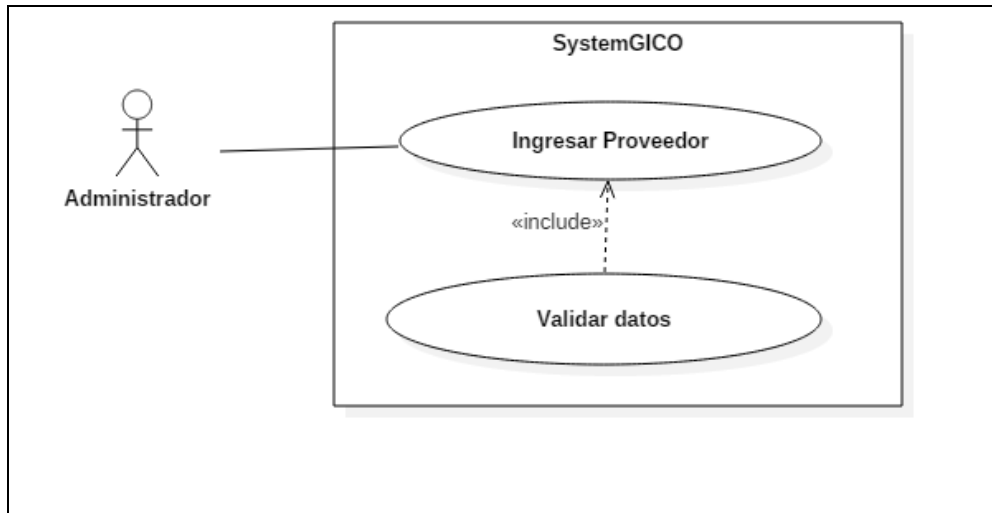 SystemGICO
Ingresar Proveedor
Administrador
«include»
Validar datos